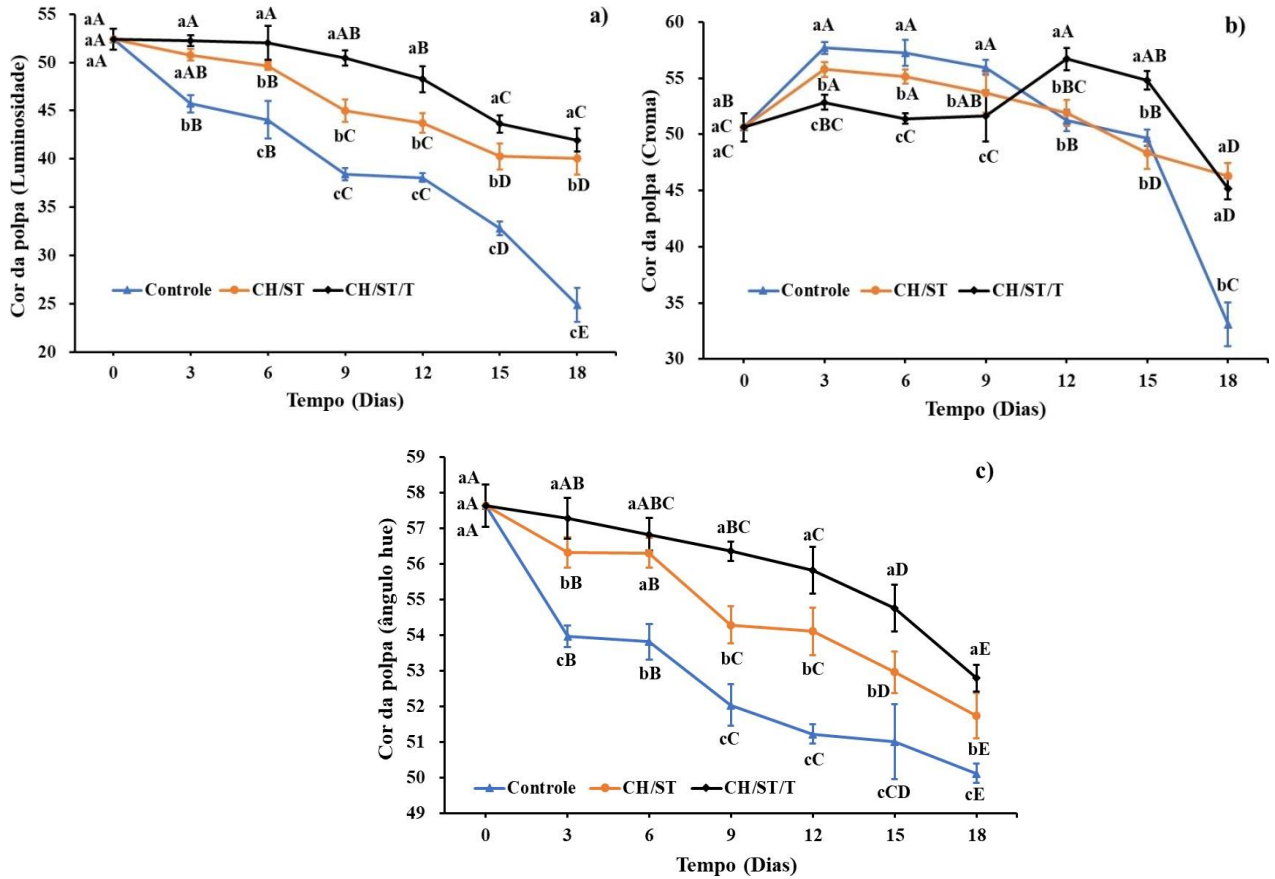 a)
Cor da polpa (Luminosidade)
55
50
45
40
35
30
25
20
aA
aA
aA
aA
aA
aAB
aB
aC
aC
aAB
bB
bC
bC
bD
bD
bB
cB
cC
cC
cD
cE
Controle CH/ST CH/ST/T
0 3 6 9 12 15 18
Tempo (Dias)
b)
Cor da polpa (Croma)
60
55
50
45
40
35
30
aB
aC
aC
aA
aA
aA
aA
aAB
aD
bA
bA
bAB
bBC
bB
cBC
cC
cC
bB
bD
aD
bC
Controle CH/ST CH/ST/T
0 3 6 9 12 15 18
Tempo (Dias)
c)
Cor da polpa (ângulo hue)
59
58
57
56
55
54
53
52
51
50
49
aA
aA
aA
aAB
aABC
aBC
aC
aD
aE
bB
aB
bC
bC
bD
bE
cB
bB
cC
cC
cCD
cE
Controle CH/ST CH/ST/T
0 3 6 9 12 15 18
Tempo (Dias)